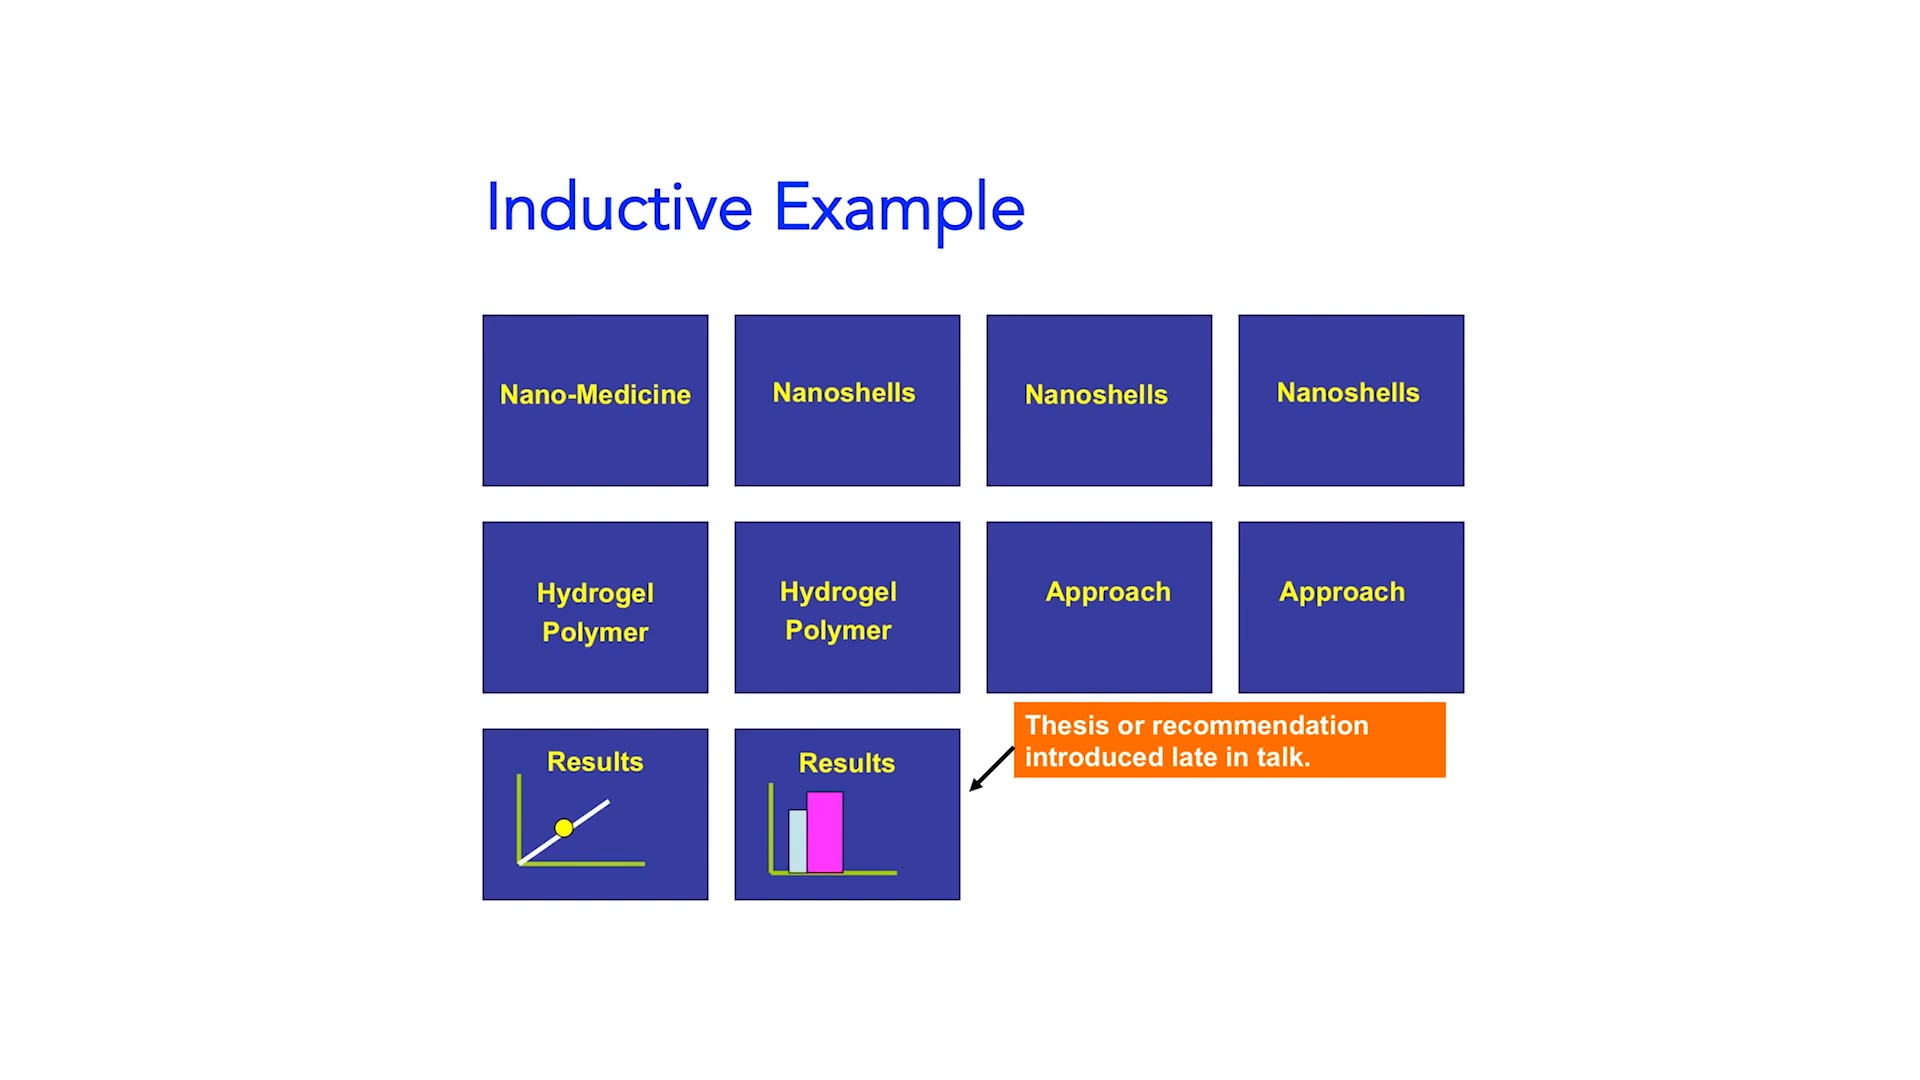 Inductive Example
Nano-Medicine
Nanoshells
Nanoshells
Nanoshells
Hydrogel
Polymer
Hydrogel
Polymer
Approach
Approach
Results
Results
Thesis or recommendation
introduced late in talk.